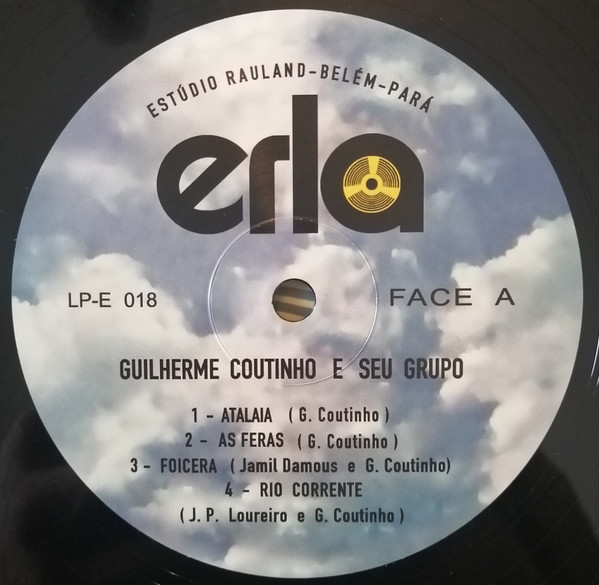 ESTÚDIO RAULAND-BELÉM-PARÁ
erla
LP-E 018
FACE A
GUILHERME COUTINHO E SEU GRUPO
1 - ATALAIA (G. Coutinho)
2 - AS FERAS (G. Coutinho)
3 - FOICERA (Jamil Damous e G. Coutinho)
4 - RIO CORRENTE
(J. P. Loureiro e G. Coutinho)